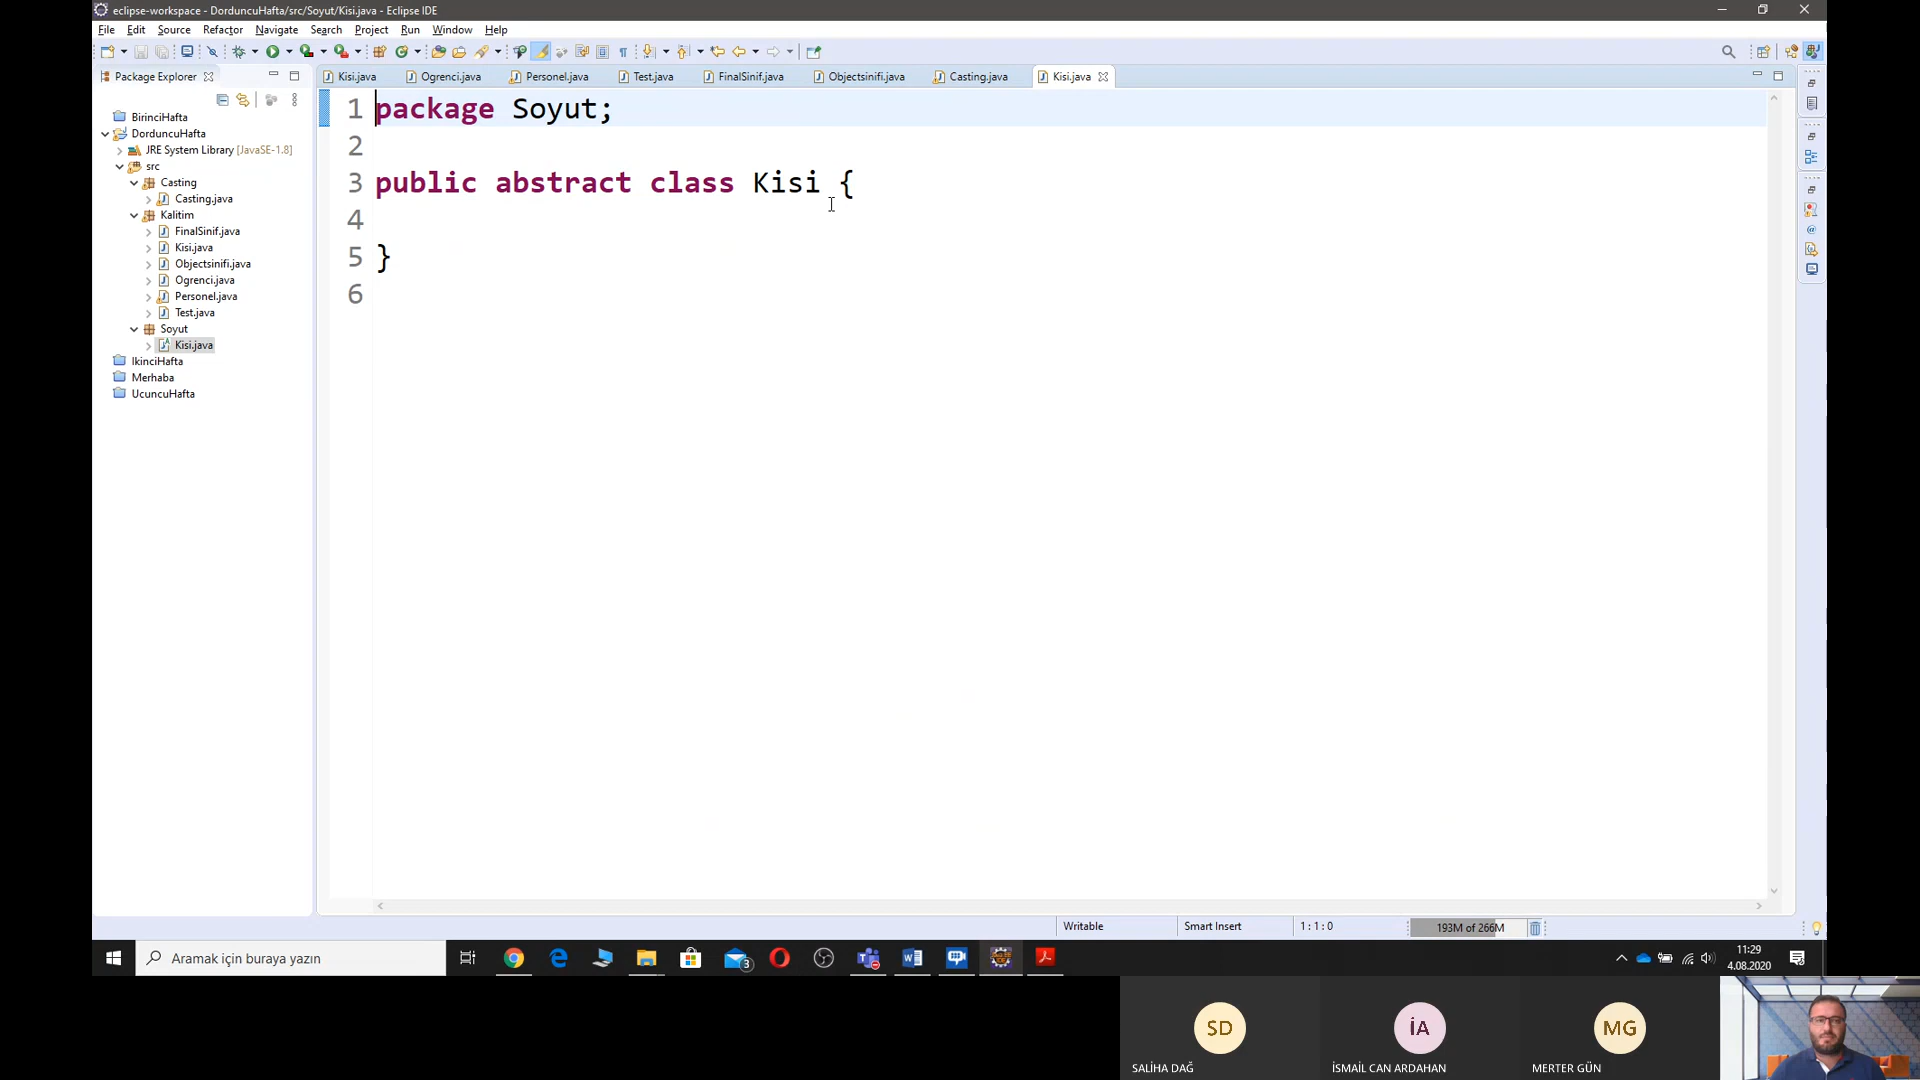 eclipse-workspace - DorduncuHafta/src/Soyut/Kisi.java - Eclipse IDE
File Edit Source Refactor Navigate Search Project Run Window Help
Package Explorer
Kisi.java Ogrenci.java Personel.java Test.java FinalSinif.java Objectsinifi.java Casting.java Kisi.java
BirinciHafta
DorduncuHafta
JRE System Library [JavaSE-1.8]
src
Casting
Casting.java
Kalitim
FinalSinif.java
Kisi.java
Objectsinifi.java
Ogrenci.java
Personel.java
Test.java
Soyut
Kisi.java
IkinciHafta
Merhaba
UcuncuHafta
1 package Soyut;
2
3 public abstract class Kisi {
4
5 }
6
Writable Smart Insert 1 : 1 : 0 193M of 266M
Aramak için buraya yazın
3
11:29
4.08.2020
SD
SALİHA DAĞ
İA
İSMAİL CAN ARDAHAN
MG
MERTER GÜN